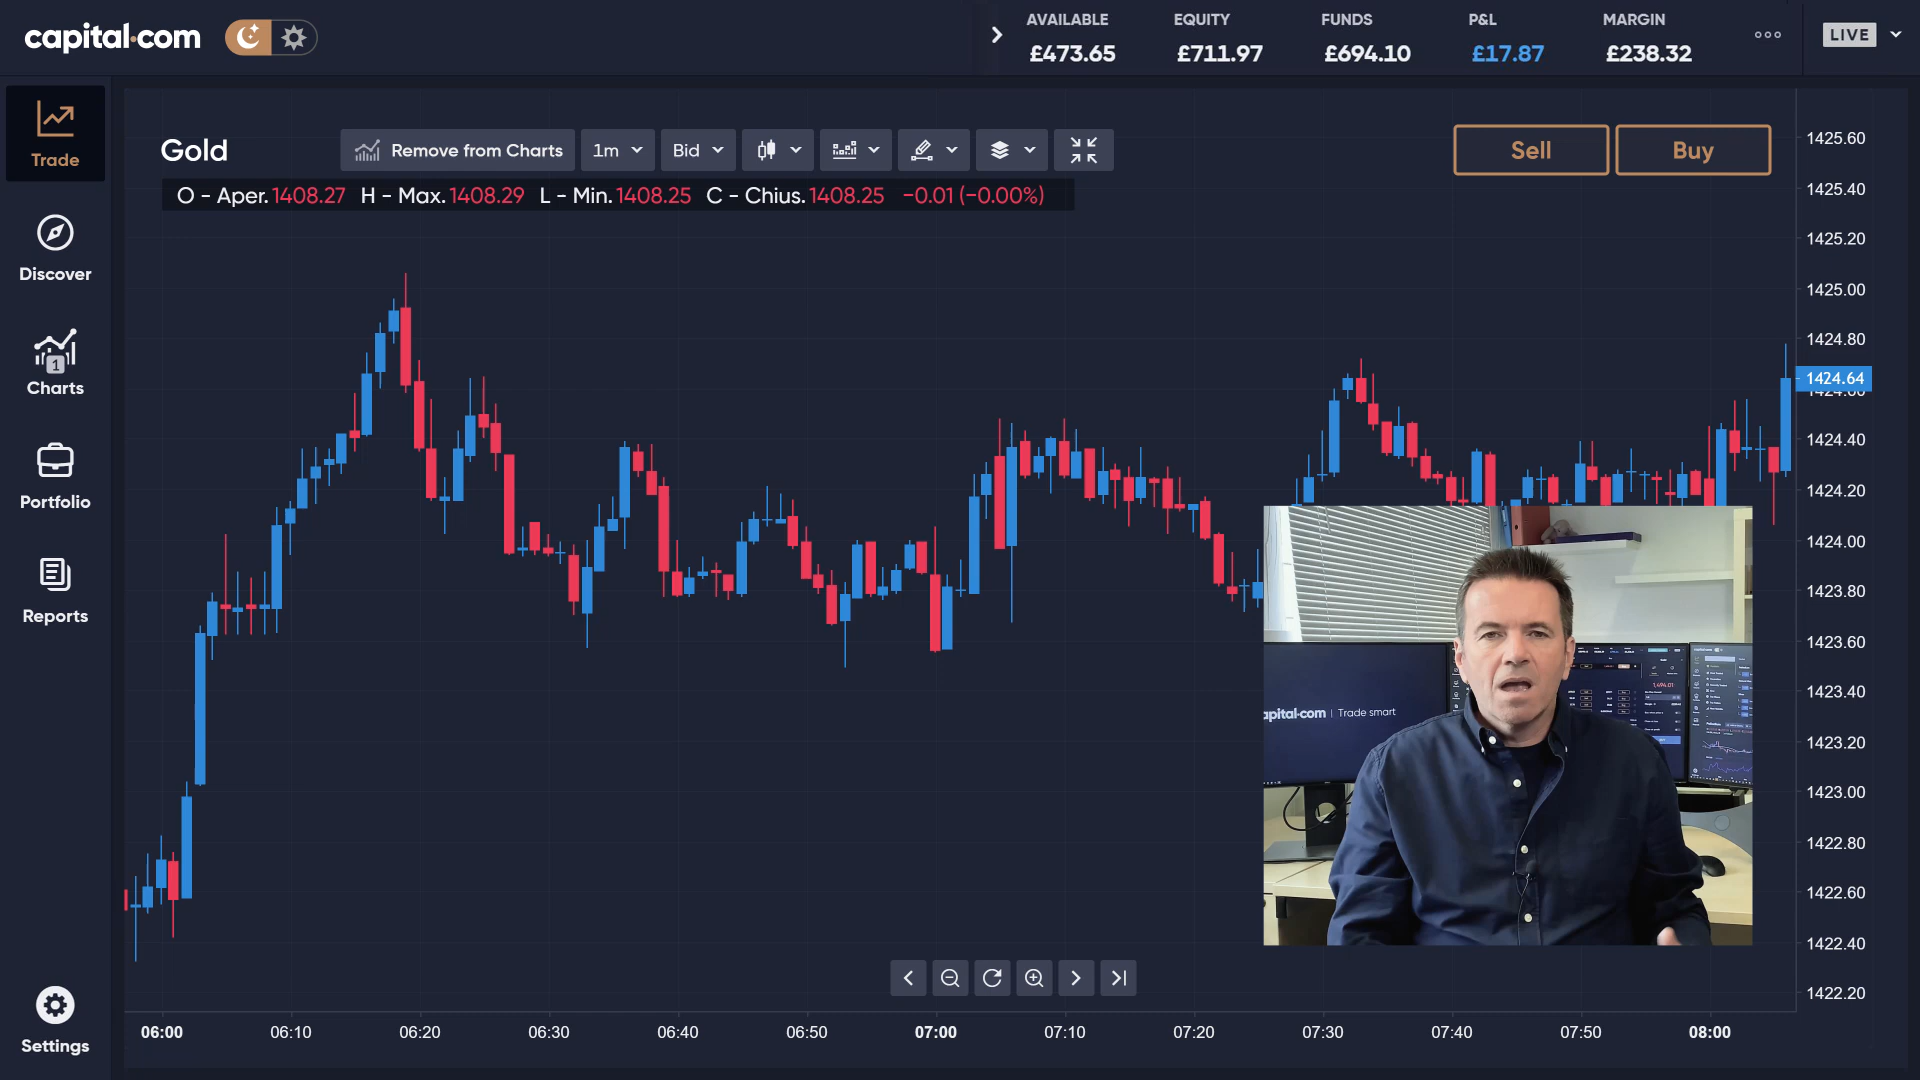 capital.com
AVAILABLE EQUITY FUNDS P&L MARGIN
£473.65 £711.97 £694.10 £17.87 £238.32
LIVE
Trade
Discover
1
Charts
Portfolio
Reports
Settings
Gold
Remove from Charts
1m
Bid
Sell
Buy
O - Aper. 1408.27 H - Max. 1408.29 L - Min. 1408.25 C - Chius. 1408.25 -0.01 (-0.00%)
1425.60
1425.40
1425.20
1425.00
1424.80
1424.64
1424.60
1424.40
1424.20
1424.00
1423.80
1423.60
1423.40
1423.20
1423.00
1422.80
1422.60
1422.40
1422.20
apital.com | Trade smart
06:00 06:10 06:20 06:30 06:40 06:50 07:00 07:10 07:20 07:30 07:40 07:50 08:00